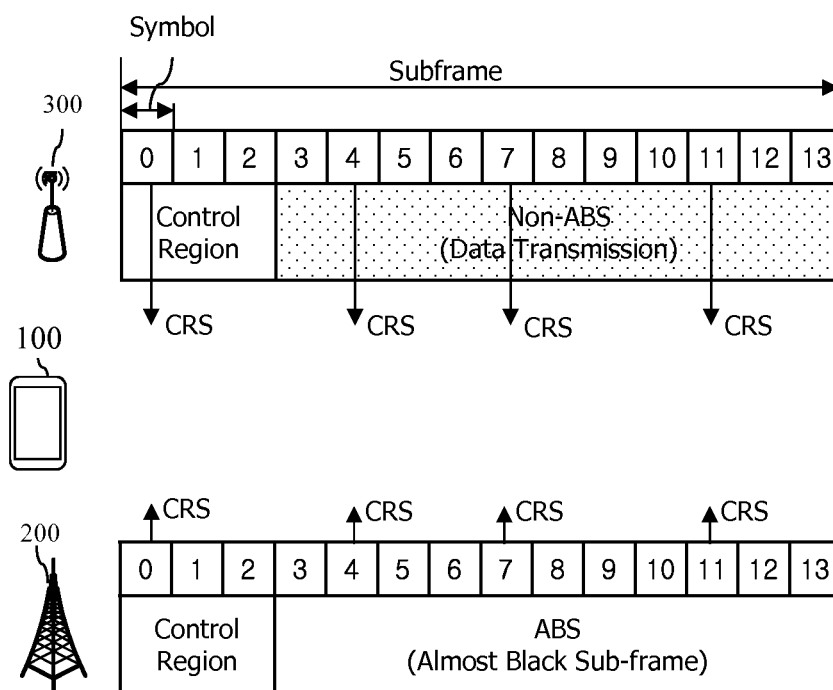 Symbol
Subframe
300
0 1 2 3 4 5 6 7 8 9 10 11 12 13
Control
Region
Non-ABS
(Data Transmission)
CRS CRS CRS CRS
100
CRS CRS CRS CRS
200
0 1 2 3 4 5 6 7 8 9 10 11 12 13
Control
Region
ABS
(Almost Black Sub-frame)